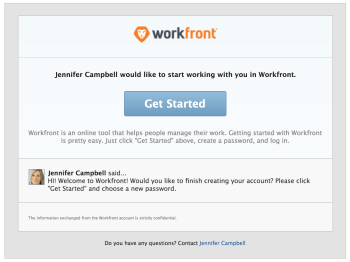 workfront
Jennifer Campbell would like to start working with you in Workfront.
Get Started
Workfront is an online tool that helps people manage their work. Getting started with Workfront
is pretty easy. Just click "Get Started" above, create a password, and log in.
Jennifer Campbell said...
Hi! Welcome to Workfront! Would you like to finish creating your account? Please click
"Get Started" and choose a new password.
The information exchanged from the Workfront account is strictly confidential.
Do you have any questions? Contact Jennifer Campbell